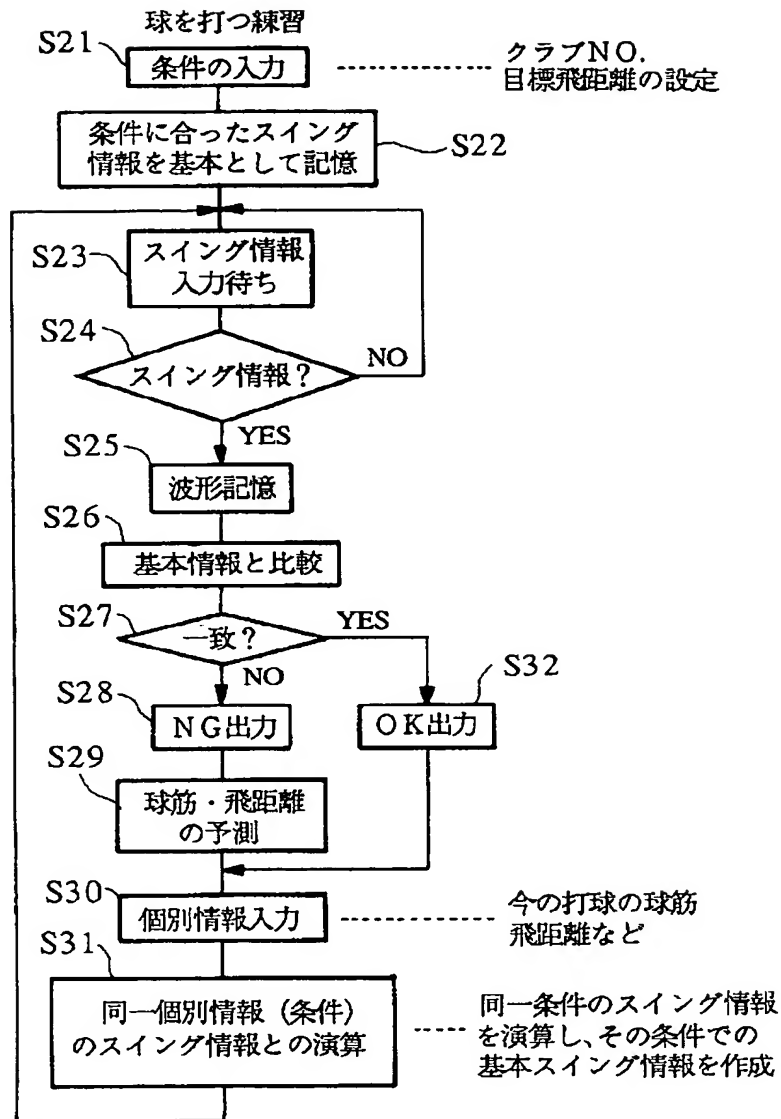 球を打つ練習
S21
条件の入力
クラブNO.
目標飛距離の設定
条件に合ったスイング
情報を基本として記憶
S22
S23
スイング情報
入力待ち
S24
スイング情報?
NO
YES
S25
波形記憶
S26
基本情報と比較
S27
一致?
YES
NO
S28
NG出力
S32
OK出力
S29
球筋・飛距離
の予測
S30
個別情報入力
今の打球の球筋
飛距離など
S31
同一個別情報(条件)
のスイング情報との演算
同一条件のスイング情報
を演算し、その条件での
基本スイング情報を作成